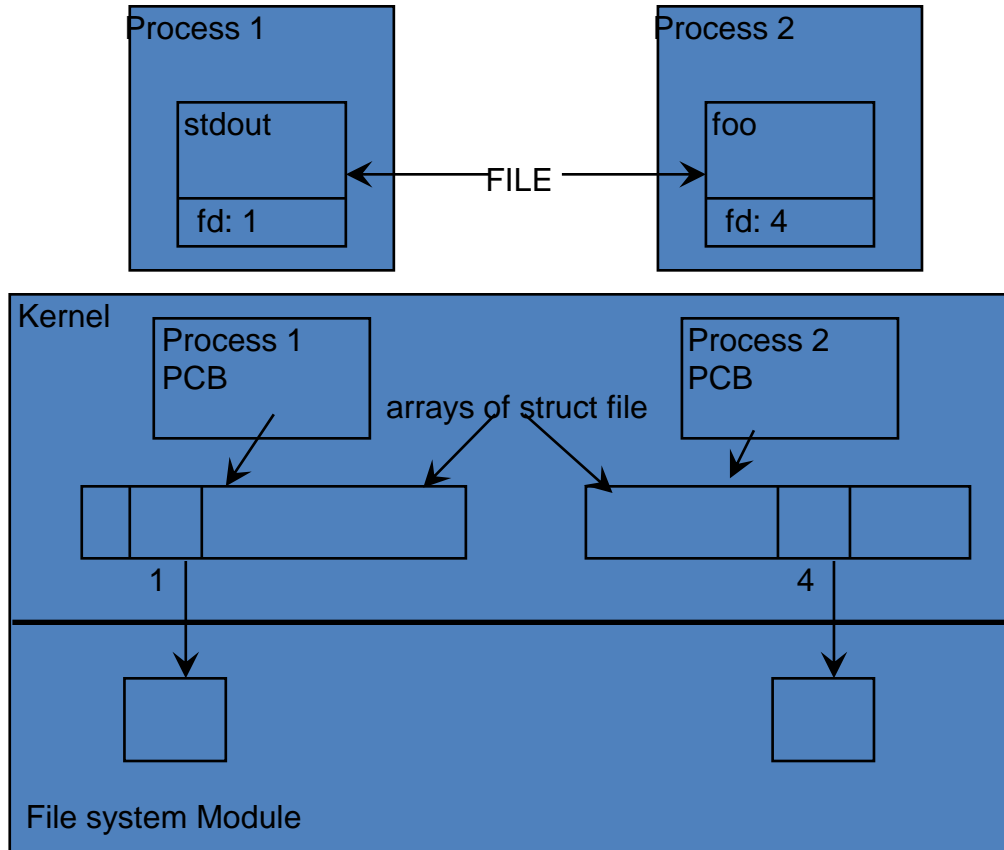 Process 1
Process 2
stdout
foo
FILE
fd: 1
fd: 4
Kernel
Process 1
PCB
Process 2
PCB
arrays of struct file
1
4
File system Module